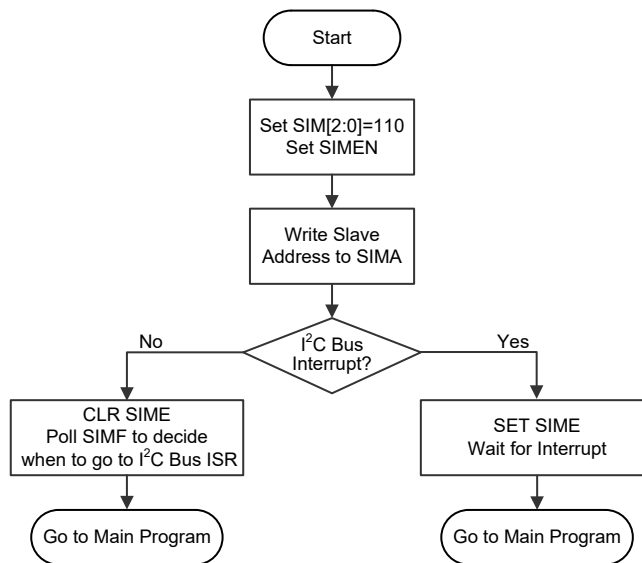 Start
Set SIM[2:0]=110
Set SIMEN
Write Slave
Address to SIMA
I²C Bus
Interrupt?
No
Yes
CLR SIME
Poll SIMF to decide
when to go to I²C Bus ISR
SET SIME
Wait for Interrupt
Go to Main Program
Go to Main Program